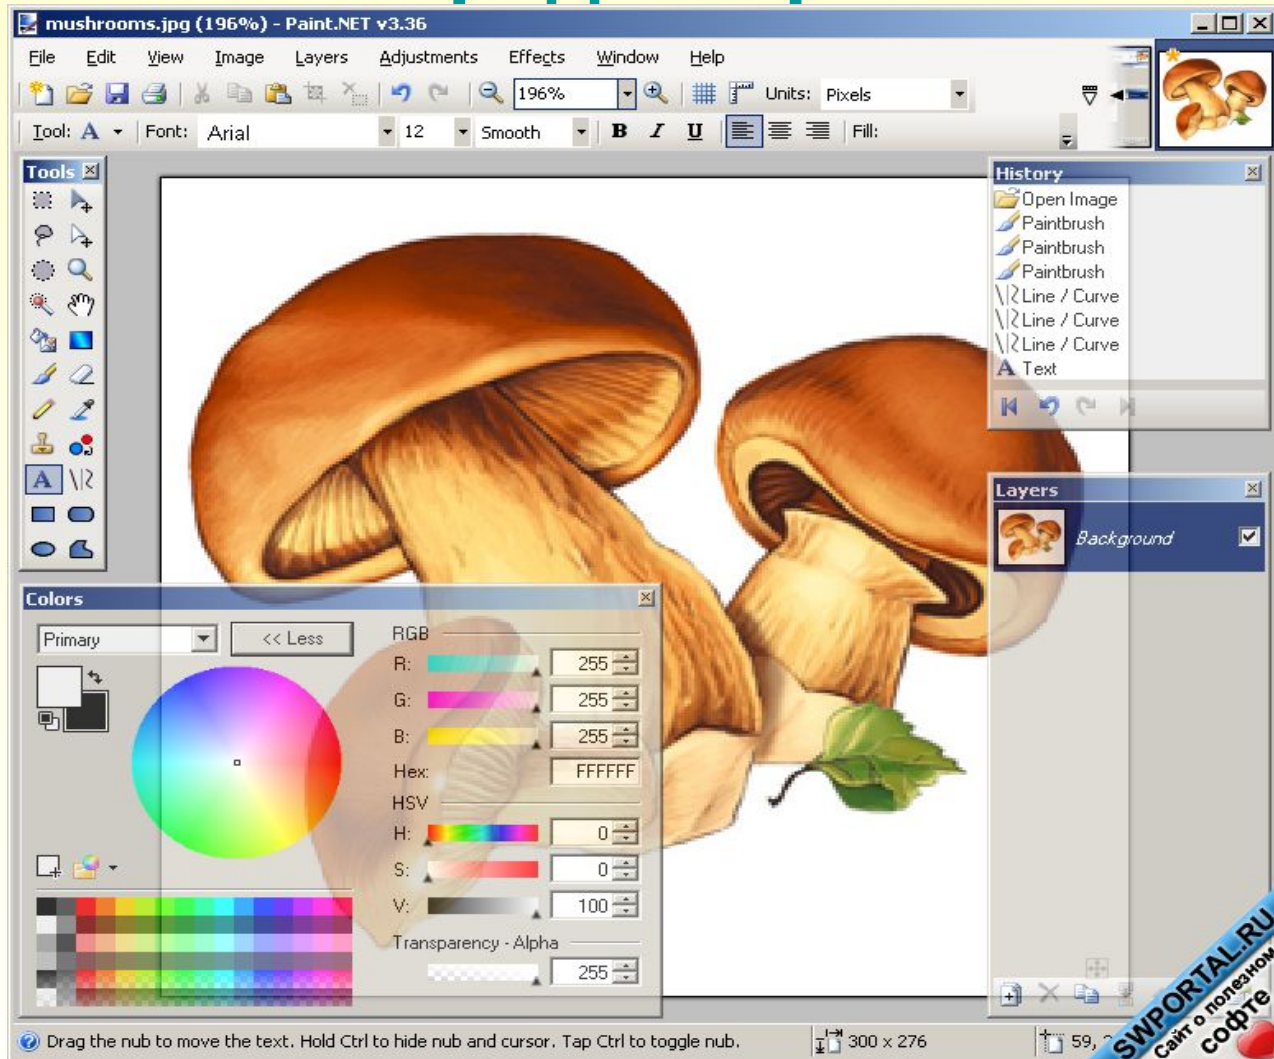 mushrooms.jpg (196%) - Paint.NET v3.36
File Edit View Image Layers Adjustments Effects Window Help
196% Units: Pixels
Tool: A Font: Arial 12 Smooth B I U Fill:
Tools
A
History
Open Image
Paintbrush
Paintbrush
Paintbrush
Line / Curve
Line / Curve
Line / Curve
A Text
Layers
Background
Colors
Primary << Less RGB
R: 255
G: 255
B: 255
Hex: FFFFFF
HSV
H: 0
S: 0
V: 100
Transparency - Alpha
255
Drag the nub to move the text. Hold Ctrl to hide nub and cursor. Tap Ctrl to toggle nub. 300 x 276 59,
SWPORTAL.RU
Сайт о полезном
софте